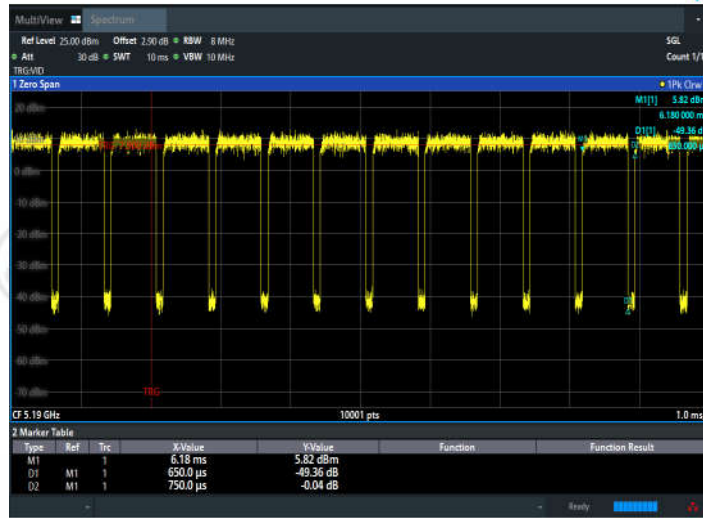 MultiView Spectrum
Ref Level 25.00 dBm Offset 2.90 dB RBW 8 MHz SGL
Att 30 dB SWT 10 ms VBW 10 MHz Count 1/1
TRG:VID
1 Zero Span 1Pk Clrw
M1[1] 5.82 dBm
20 dBm
6.180 000 m
D1[1] -49.36 d
650.000 µ
0 dBm
-10 dBm
-20 dBm
-30 dBm
-40 dBm
-50 dBm
-60 dBm
-70 dBm
TRG
CF 5.19 GHz 10001 pts 1.0 ms
2 Marker Table
Type Ref Trc X-Value Y-Value Function Function Result
M1 1 6.18 ms 5.82 dBm
D1 M1 1 650.0 µs -49.36 dB
D2 M1 1 750.0 µs -0.04 dB
Ready